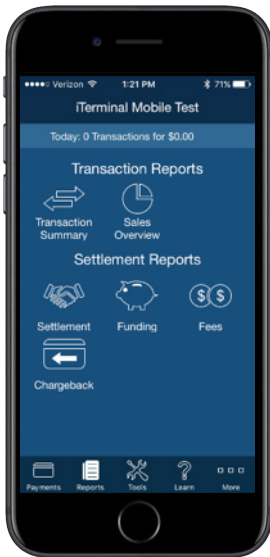 Verizon 1:21 PM 71%
iTerminal Mobile Test
Today: 0 Transactions for $0.00
Transaction Reports
Transaction Summary
Sales Overview
Settlement Reports
$ $
Settlement Funding Fees
Chargeback
Payments Reports Tools Learn More